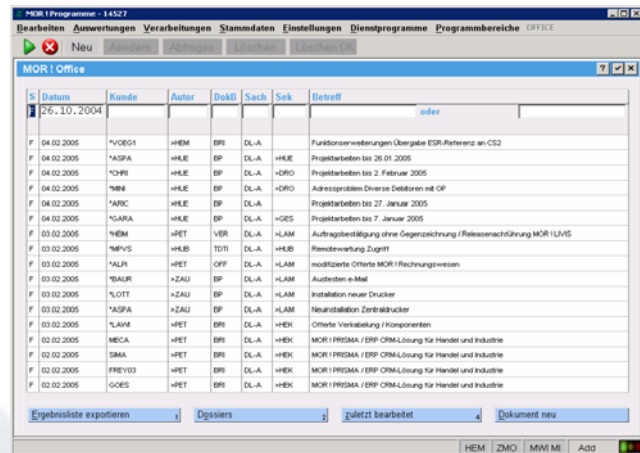 MOR ! Programme - 14527
Bearbeiten Auswertungen Verarbeitungen Stammdaten Einstellungen Dienstprogramme Programmbereiche OFFICE
Neu Aendern Abfragen Löschen Löschen OK
MOR ! Office
S Datum Kunde Autor DokB Sach Sek Betreff
F 26.10.2004 oder
F 04.02.2005 *VOEG1 >HEM BRI DL-A Funktionserweiterungen Übergabe ESR-Referenz an CS2
F 04.02.2005 *ASPA >HUE BP DL-A >HUE Projektarbeiten bis 26.01.2005
F 04.02.2005 *CHRI >HUE BP DL-A >DRO Projektarbeiten bis 2. Februar 2005
F 04.02.2005 *MINI >HUE BP DL-A >DRO Adressproblem Diverse Debitoren mit OP
F 04.02.2005 *ARIC >HUE BP DL-A Projektarbeiten bis 27. Januar 2005
F 04.02.2005 *GARA >HUE BP DL-A >GES Projektarbeiten bis 7. Januar 2005
F 03.02.2005 *HEIM >PET VER DL-A >LAM Auftragsbestätigung ohne Gegenzeichnung / Releasenachführung MOR ! LIVIS
F 03.02.2005 *MPVS >HUB TDTI DL-A >HUB Remotewartung Zugriff
F 03.02.2005 *ALPI >PET OFF DL-A >LAM modifizierte Offerte MOR ! Rechnungswesen
F 03.02.2005 *BAUR >ZAU BP DL-A >LAM Austesten e-Mail
F 03.02.2005 *LOTT >ZAU BP DL-A >LAM Installation neuer Drucker
F 03.02.2005 *ASPA >ZAU BP DL-A >LAM Neuinstallation Zentraldrucker
F 03.02.2005 *LAWI >PET BRI DL-A >HEK Offerte Verkabelung / Komponenten
F 02.02.2005 MECA >PET BRI DL-A >HEK MOR ! PRISMA / ERP CRM-Lösung für Handel und Industrie
F 02.02.2005 SIMA >PET BRI DL-A >HEK MOR ! PRISMA / ERP CRM-Lösung für Handel und Industrie
F 02.02.2005 FREY03 >PET BRI DL-A >HEK MOR ! PRISMA / ERP CRM-Lösung für Handel und Industrie
F 02.02.2005 GOES >PET BRI DL-A >HEK MOR ! PRISMA / ERP CRM-Lösung für Handel und Industrie
Ergebnisliste exportieren 1 Dossiers 2 zuletzt bearbeitet 4 Dokument neu
HEM ZMO MWI MI Add